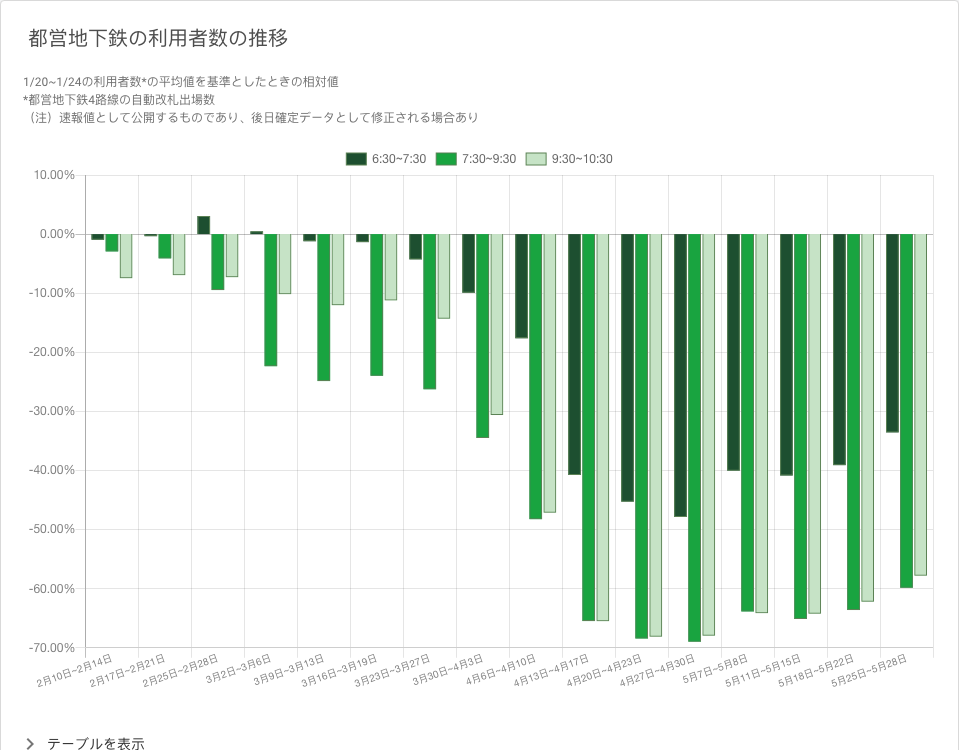 都営地下鉄の利用者数の推移
1/20~1/24の利用者数*の平均値を基準としたときの相対値
*都営地下鉄4路線の自動改札出場数
（注）速報値として公開するものであり、後日確定データとして修正される場合あり
6:30~7:30 7:30~9:30 9:30~10:30
10.00%
0.00%
-10.00%
-20.00%
-30.00%
-40.00%
-50.00%
-60.00%
-70.00%
2月10日~2月14日
2月17日~2月21日
2月25日~2月28日
3月2日~3月6日
3月9日~3月13日
3月16日~3月19日
3月23日~3月27日
3月30日~4月3日
4月6日~4月10日
4月13日~4月17日
4月20日~4月23日
4月27日~4月30日
5月7日~5月8日
5月11日~5月15日
5月18日~5月22日
5月25日~5月28日
テーブルを表示